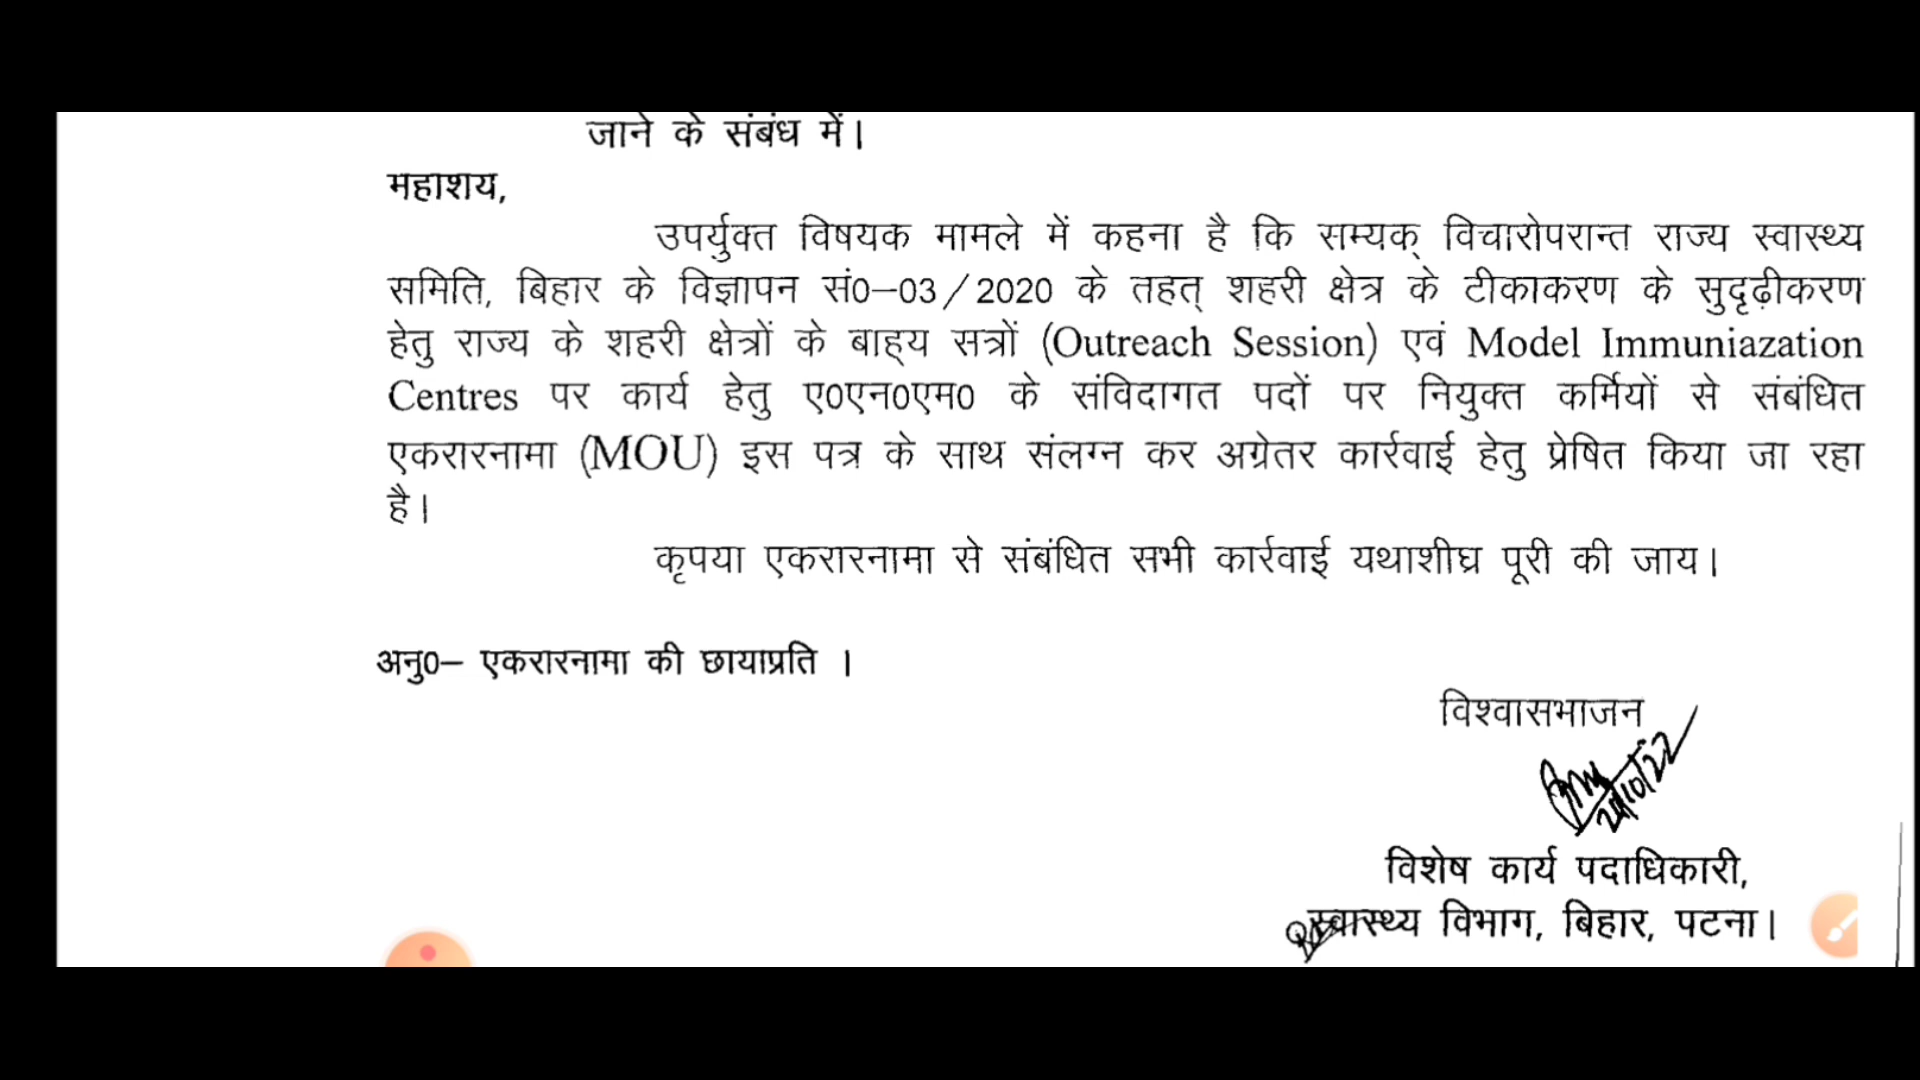 जाने के संबंध में।
महाशय,
उपर्युक्त विषयक मामले में कहना है कि सम्यक् विचारोपरान्त राज्य स्वास्थ्य
समिति, बिहार के विज्ञापन सं0–03/2020 के तहत् शहरी क्षेत्र के टीकाकरण के सुदृढ़ीकरण
हेतु राज्य के शहरी क्षेत्रों के बाह्य सत्रों (Outreach Session) एवं Model Immuniazation
Centres पर कार्य हेतु ए0एन0एम0 के संविदागत पदों पर नियुक्त कर्मियों से संबंधित
एकरारनामा (MOU) इस पत्र के साथ संलग्न कर अग्रेतर कार्रवाई हेतु प्रेषित किया जा रहा
है।
कृपया एकरारनामा से संबंधित सभी कार्रवाई यथाशीघ्र पूरी की जाय।
अनु0– एकरारनामा की छायाप्रति ।
विश्वासभाजन
विशेष कार्य पदाधिकारी,
स्वास्थ्य विभाग, बिहार, पटना।